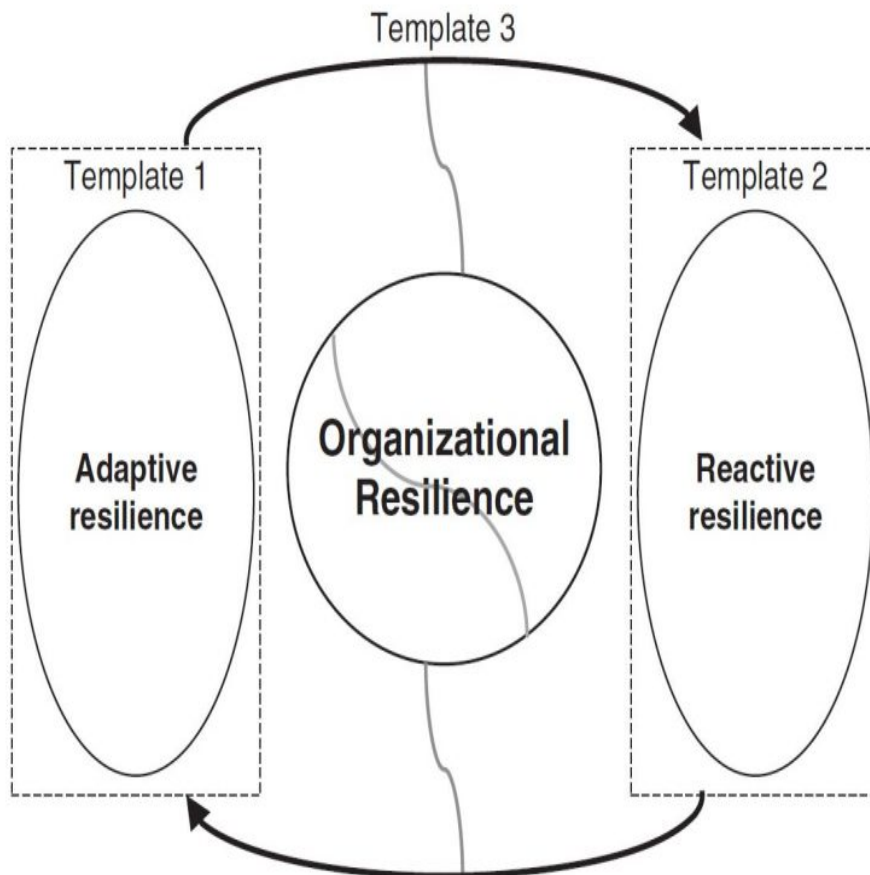 Template 3
Template 1
Template 2
Organizational
Resilience
Adaptive
resilience
Reactive
resilience